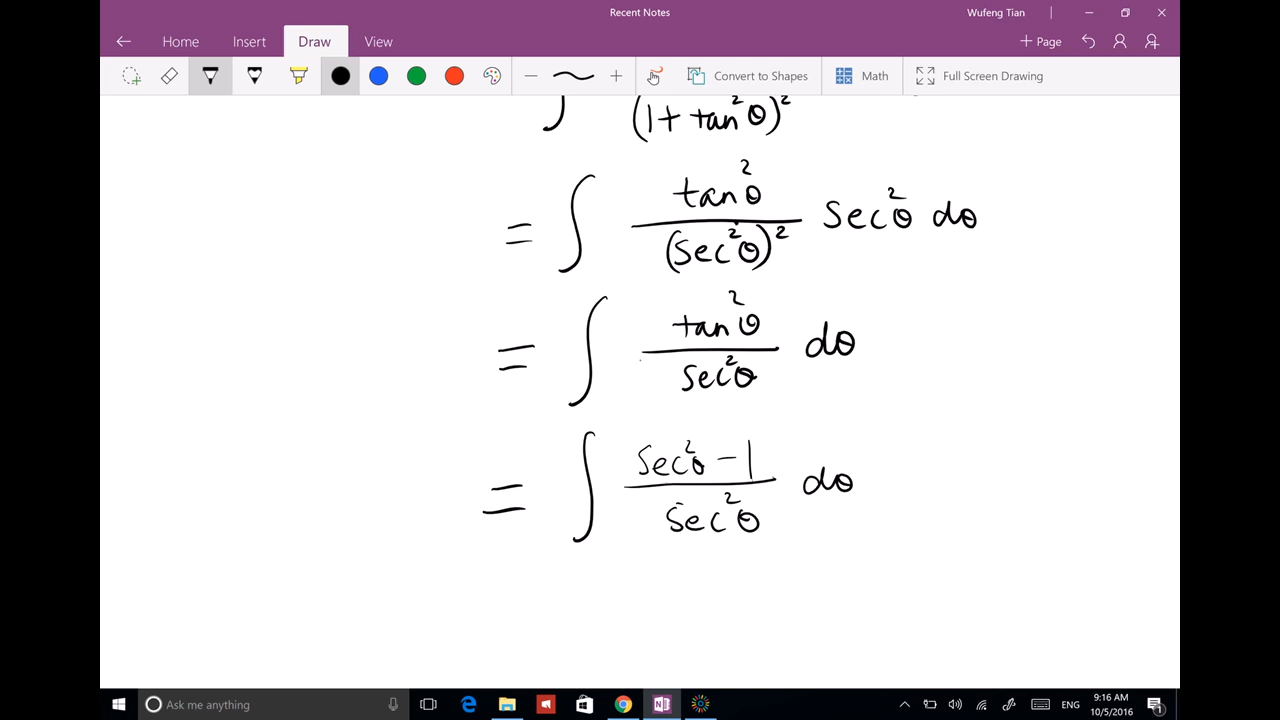 Recent Notes
Wufeng Tian
Home Insert Draw View
+ Page
Convert to Shapes Math Full Screen Drawing
∫ (1 + tan²θ)²
= ∫ tan²θ / (sec²θ)² sec²θ dθ
= ∫ tan²θ / sec²θ dθ
= ∫ sec²θ − 1 / sec²θ dθ
Ask me anything
ENG
9:16 AM
10/5/2016
1